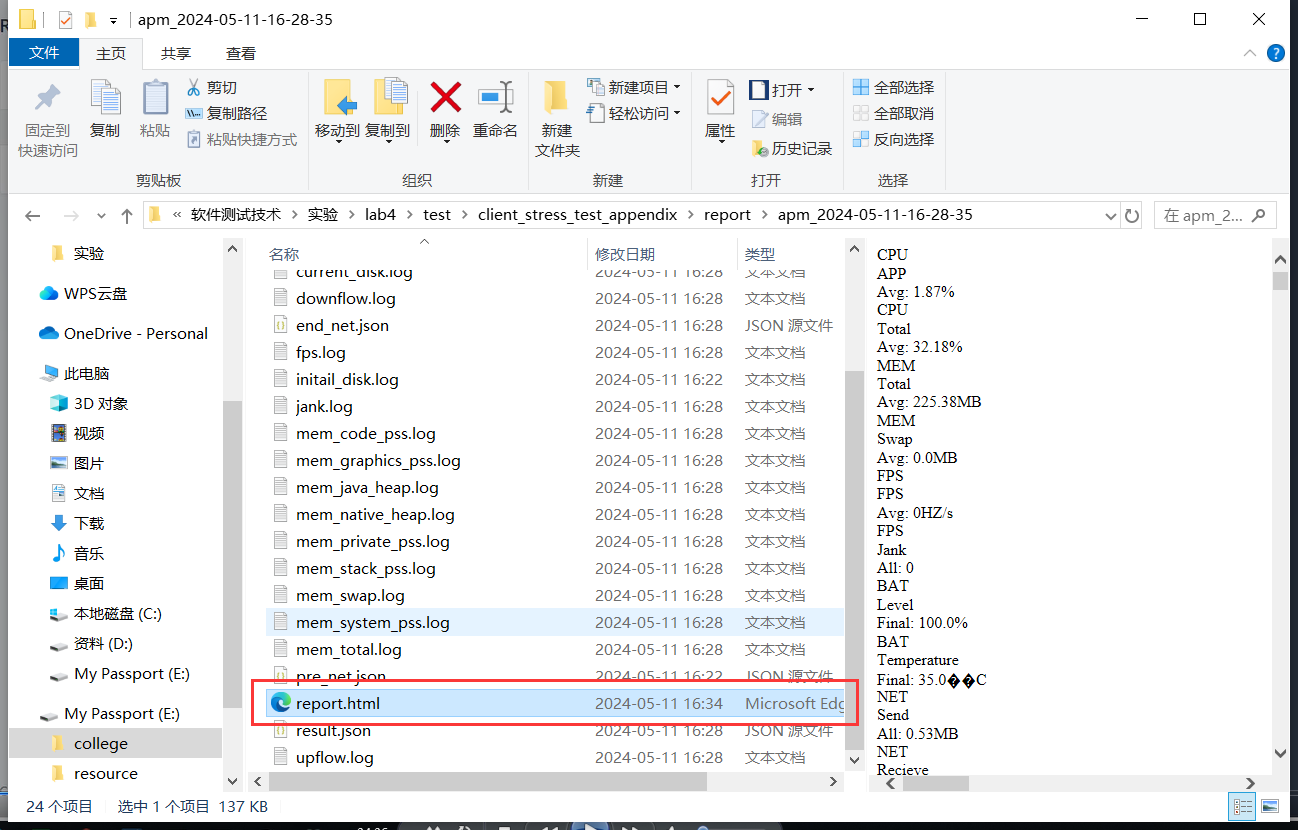 apm_2024-05-11-16-28-35
文件 主页 共享 查看
固定到
快速访问
复制
粘贴
剪切
复制路径
粘贴快捷方式
剪贴板
移动到 复制到 删除 重命名
组织
新建
文件夹
新建项目
轻松访问
新建
属性
打开
编辑
历史记录
打开
全部选择
全部取消
反向选择
选择
« 软件测试技术 > 实验 > lab4 > test > client_stress_test_appendix > report > apm_2024-05-11-16-28-35
在 apm_2...
实验
WPS云盘
OneDrive - Personal
此电脑
3D 对象
视频
图片
文档
下载
音乐
桌面
本地磁盘 (C:)
资料 (D:)
My Passport (E:)
My Passport (E:)
college
resource
名称 修改日期 类型
current_disk.log 2024-05-11 16:28 文本文档
downflow.log 2024-05-11 16:28 文本文档
end_net.json 2024-05-11 16:28 JSON 源文件
fps.log 2024-05-11 16:28 文本文档
initail_disk.log 2024-05-11 16:22 文本文档
jank.log 2024-05-11 16:28 文本文档
mem_code_pss.log 2024-05-11 16:28 文本文档
mem_graphics_pss.log 2024-05-11 16:28 文本文档
mem_java_heap.log 2024-05-11 16:28 文本文档
mem_native_heap.log 2024-05-11 16:28 文本文档
mem_private_pss.log 2024-05-11 16:28 文本文档
mem_stack_pss.log 2024-05-11 16:28 文本文档
mem_swap.log 2024-05-11 16:28 文本文档
mem_system_pss.log 2024-05-11 16:28 文本文档
mem_total.log 2024-05-11 16:28 文本文档
pre_net.json 2024-05-11 16:22 JSON 源文件
report.html 2024-05-11 16:34 Microsoft Edg
result.json 2024-05-11 16:28 JSON 源文件
upflow.log 2024-05-11 16:28 文本文档
CPU
APP
Avg: 1.87%
CPU
Total
Avg: 32.18%
MEM
Total
Avg: 225.38MB
MEM
Swap
Avg: 0.0MB
FPS
FPS
Avg: 0HZ/s
FPS
Jank
All: 0
BAT
Level
Final: 100.0%
BAT
Temperature
Final: 35.0��C
NET
Send
All: 0.53MB
NET
Recieve
24 个项目 选中 1 个项目 137 KB